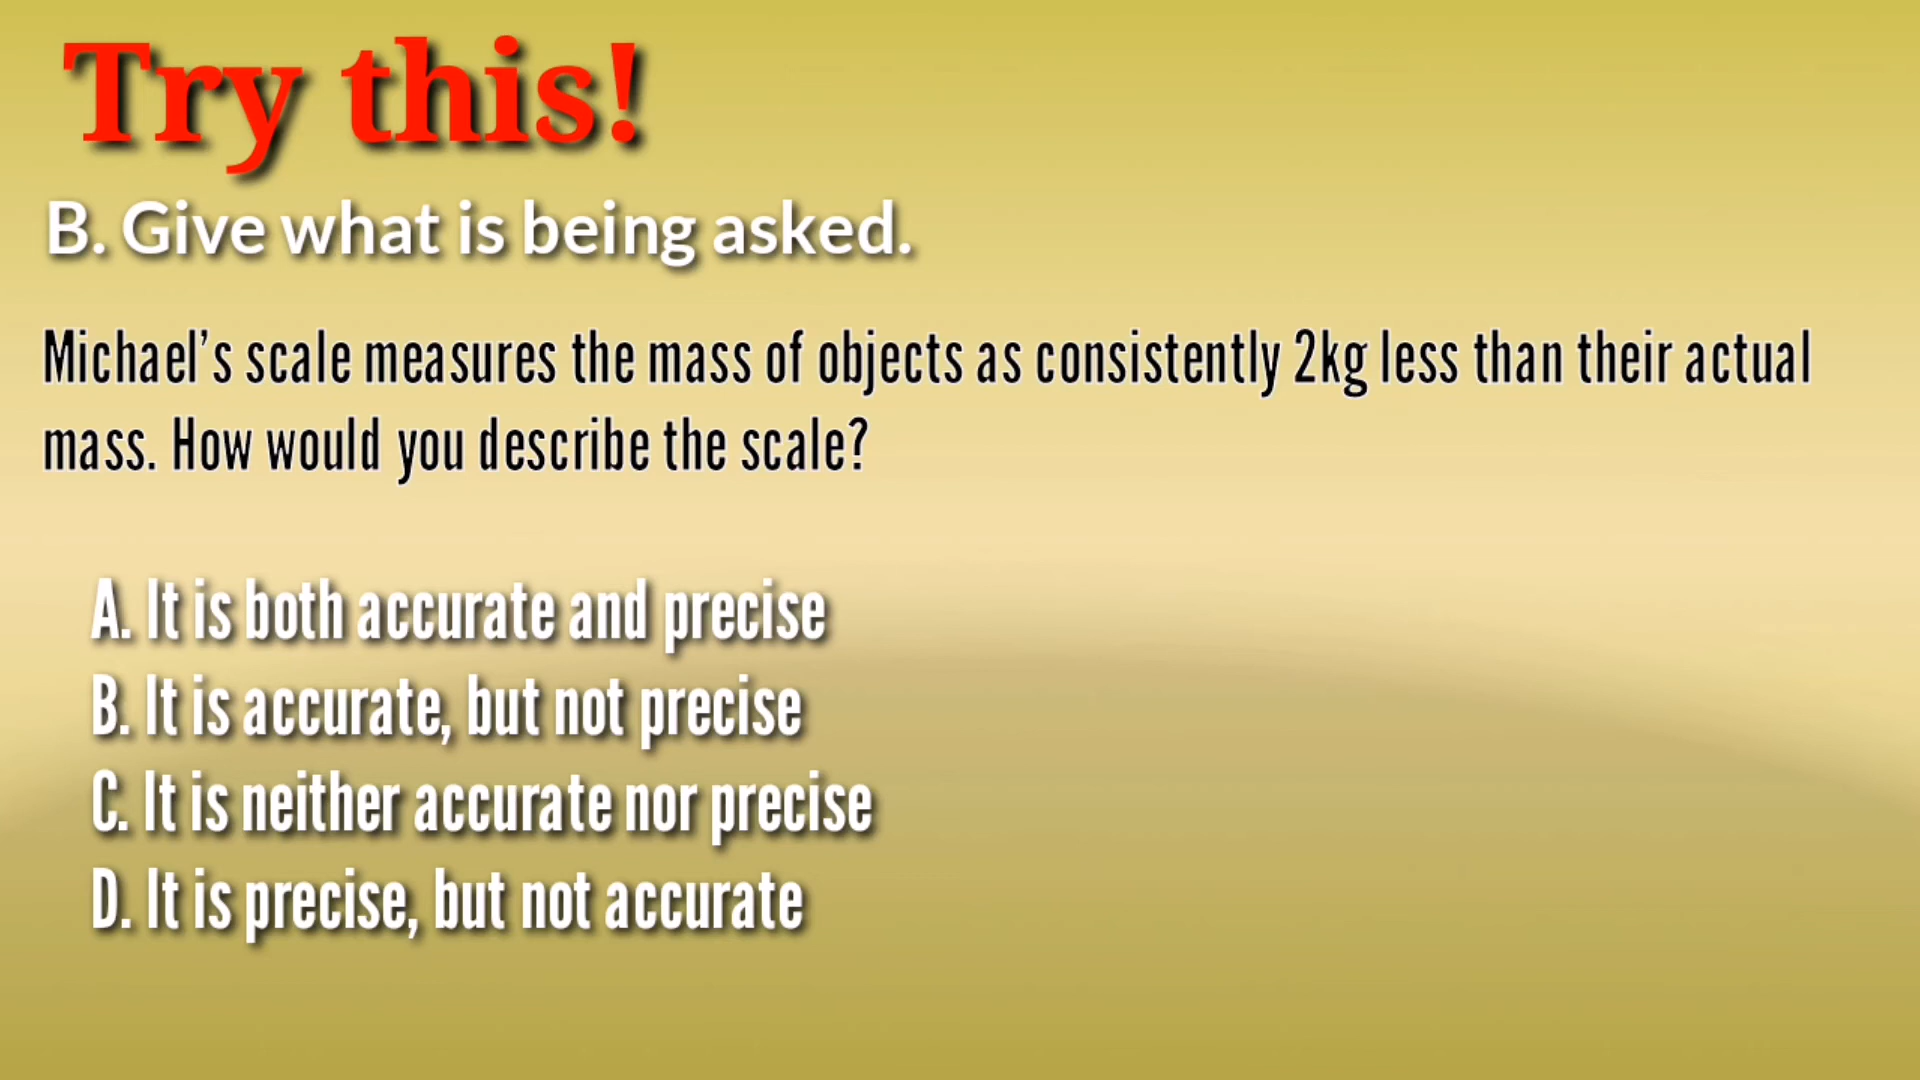 Try this!
B. Give what is being asked.
Michael’s scale measures the mass of objects as consistently 2kg less than their actual
mass. How would you describe the scale?
A. It is both accurate and precise
B. It is accurate, but not precise
C. It is neither accurate nor precise
D. It is precise, but not accurate